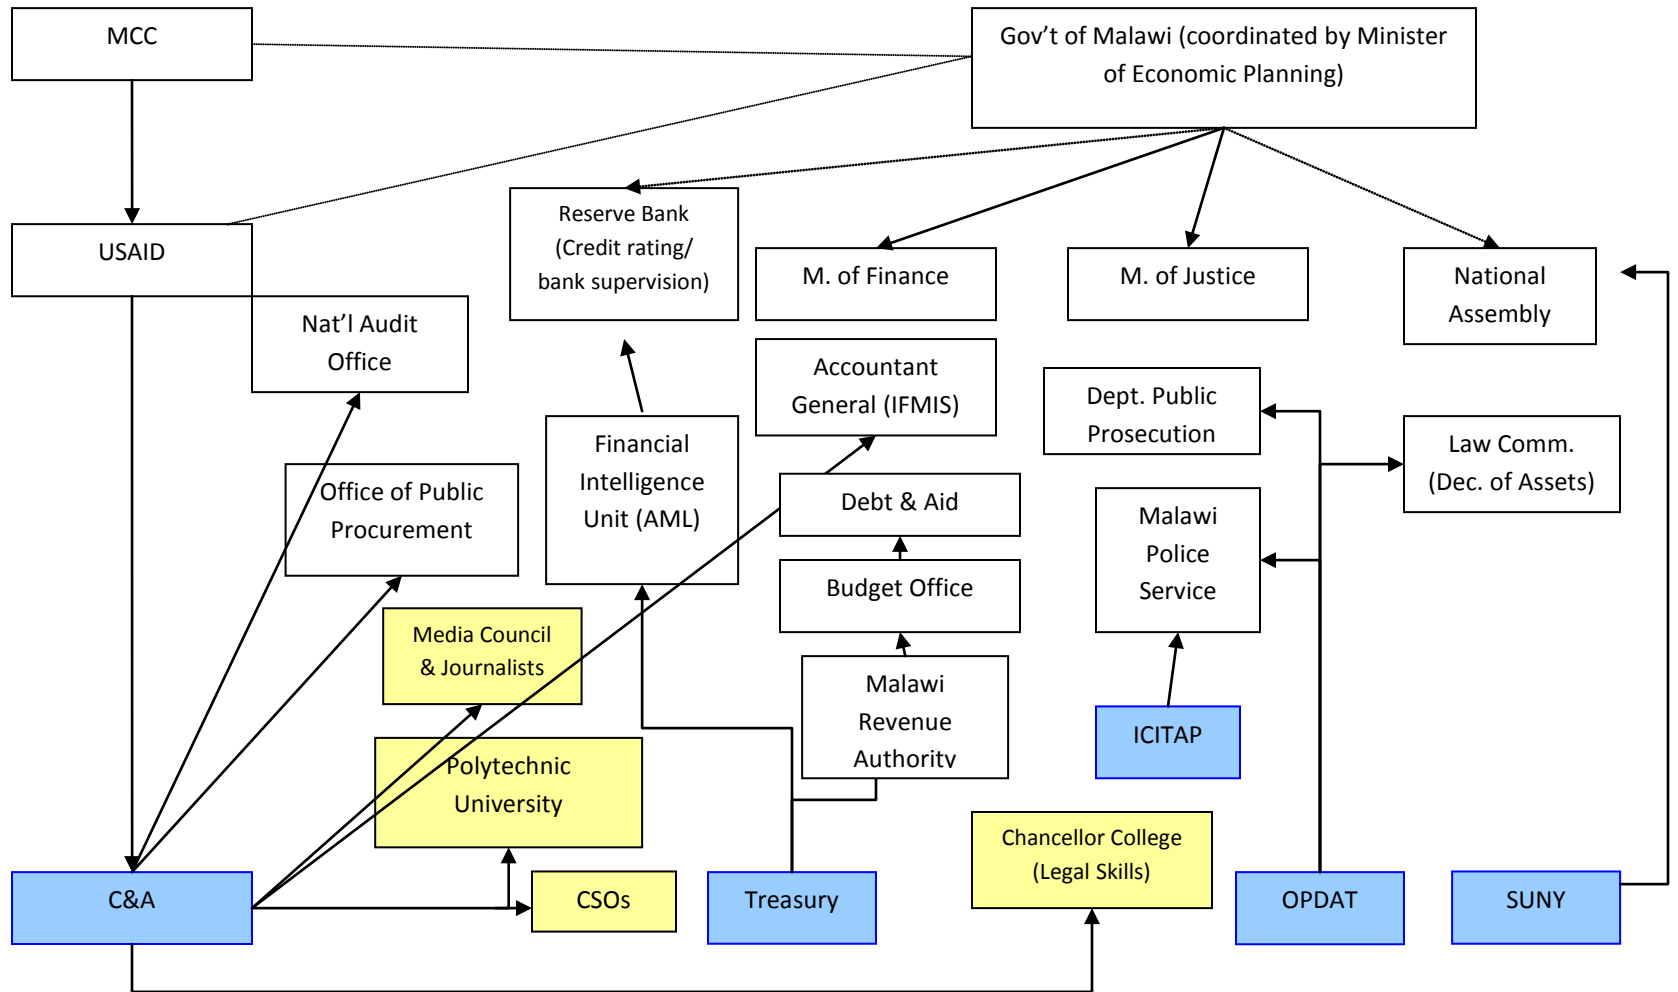 MCC
Gov’t of Malawi (coordinated by Minister
of Economic Planning)
USAID
Reserve Bank
(Credit rating/
bank supervision)
M. of Finance
M. of Justice
National
Assembly
Nat’l Audit
Office
Accountant
General (IFMIS)
Dept. Public
Prosecution
Law Comm.
(Dec. of Assets)
Financial
Intelligence
Unit (AML)
Office of Public
Procurement
Debt & Aid
Malawi
Police
Service
Budget Office
Media Council
& Journalists
Malawi
Revenue
Authority
ICITAP
Polytechnic
University
Chancellor College
(Legal Skills)
C&A
CSOs
Treasury
OPDAT
SUNY